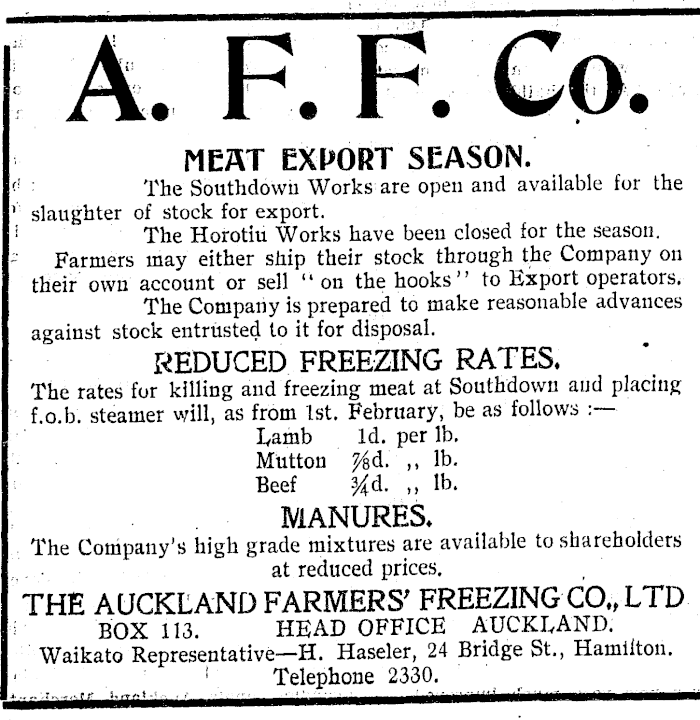 A. F. F. Co.
MEAT EXPORT SEASON.
The Southdown Works are open and available for the
slaughter of stock for export.
The Horotiu Works have been closed for the season.
Farmers may either ship their stock through the Company on
their own account or sell "on the hooks" to Export operators.
The Company is prepared to make reasonable advances
against stock entrusted to it for disposal.
REDUCED FREEZING RATES.
The rates for killing and freezing meat at Southdown and placing
f.o.b. steamer will, as from 1st. February, be as follows :—
Lamb 1d. per lb.
Mutton ⅞d. ,, lb.
Beef ¾d. ,, lb.
MANURES.
The Company's high grade mixtures are available to shareholders
at reduced prices.
THE AUCKLAND FARMERS' FREEZING CO., LTD
BOX 113. HEAD OFFICE AUCKLAND.
Waikato Representative—H. Haseler, 24 Bridge St., Hamilton.
Telephone 2330.